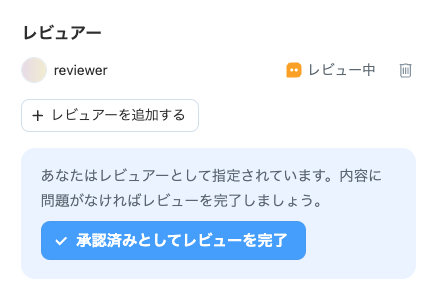 レビュアー
reviewer レビュー中
+ レビュアーを追加する
あなたはレビュアーとして指定されています。内容に
問題がなければレビューを完了しましょう。
承認済みとしてレビューを完了